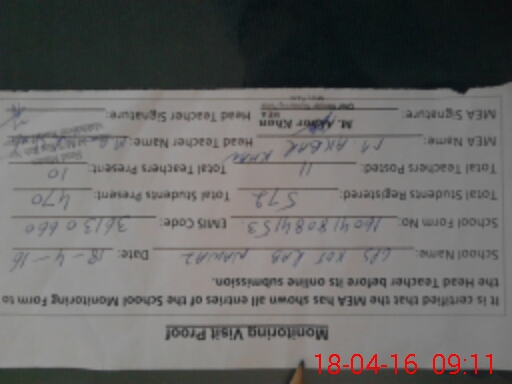 Monitoring Visit Proof
It is certified that the MEA has shown all entries of the School Monitoring Form to
the Head Teacher before its online submission.
School Name: GPS KOT RAB NAWAZ Date: 18-4-16
School Form No: 160418084153 EMIS Code: 36130660
Total Students Registered: 572 Total Students Present: 470
Total Teachers Posted: 11 Total Teachers Present: 10
MEA Name: M AKBAR KHAN Head Teacher Name:
MEA Signature: M. Akbar Khan Head Teacher Signature:
MEA
18-04-16 09:11